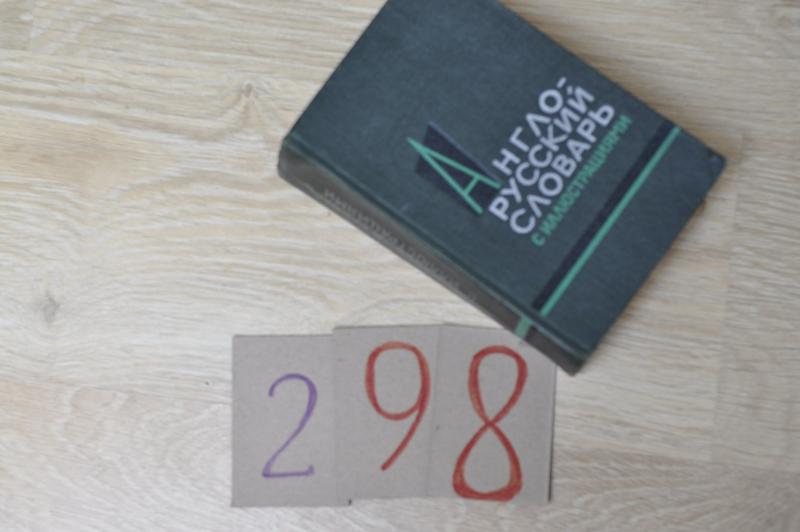 АНГЛО-
РУССКИЙ
СЛОВАРЬ
С ИЛЛЮСТРАЦИЯМИ
298